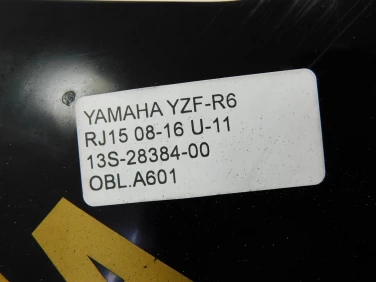 YAMAHA YZF-R6
RJ15 08-16 U-11
13S-28384-00
OBL.A601